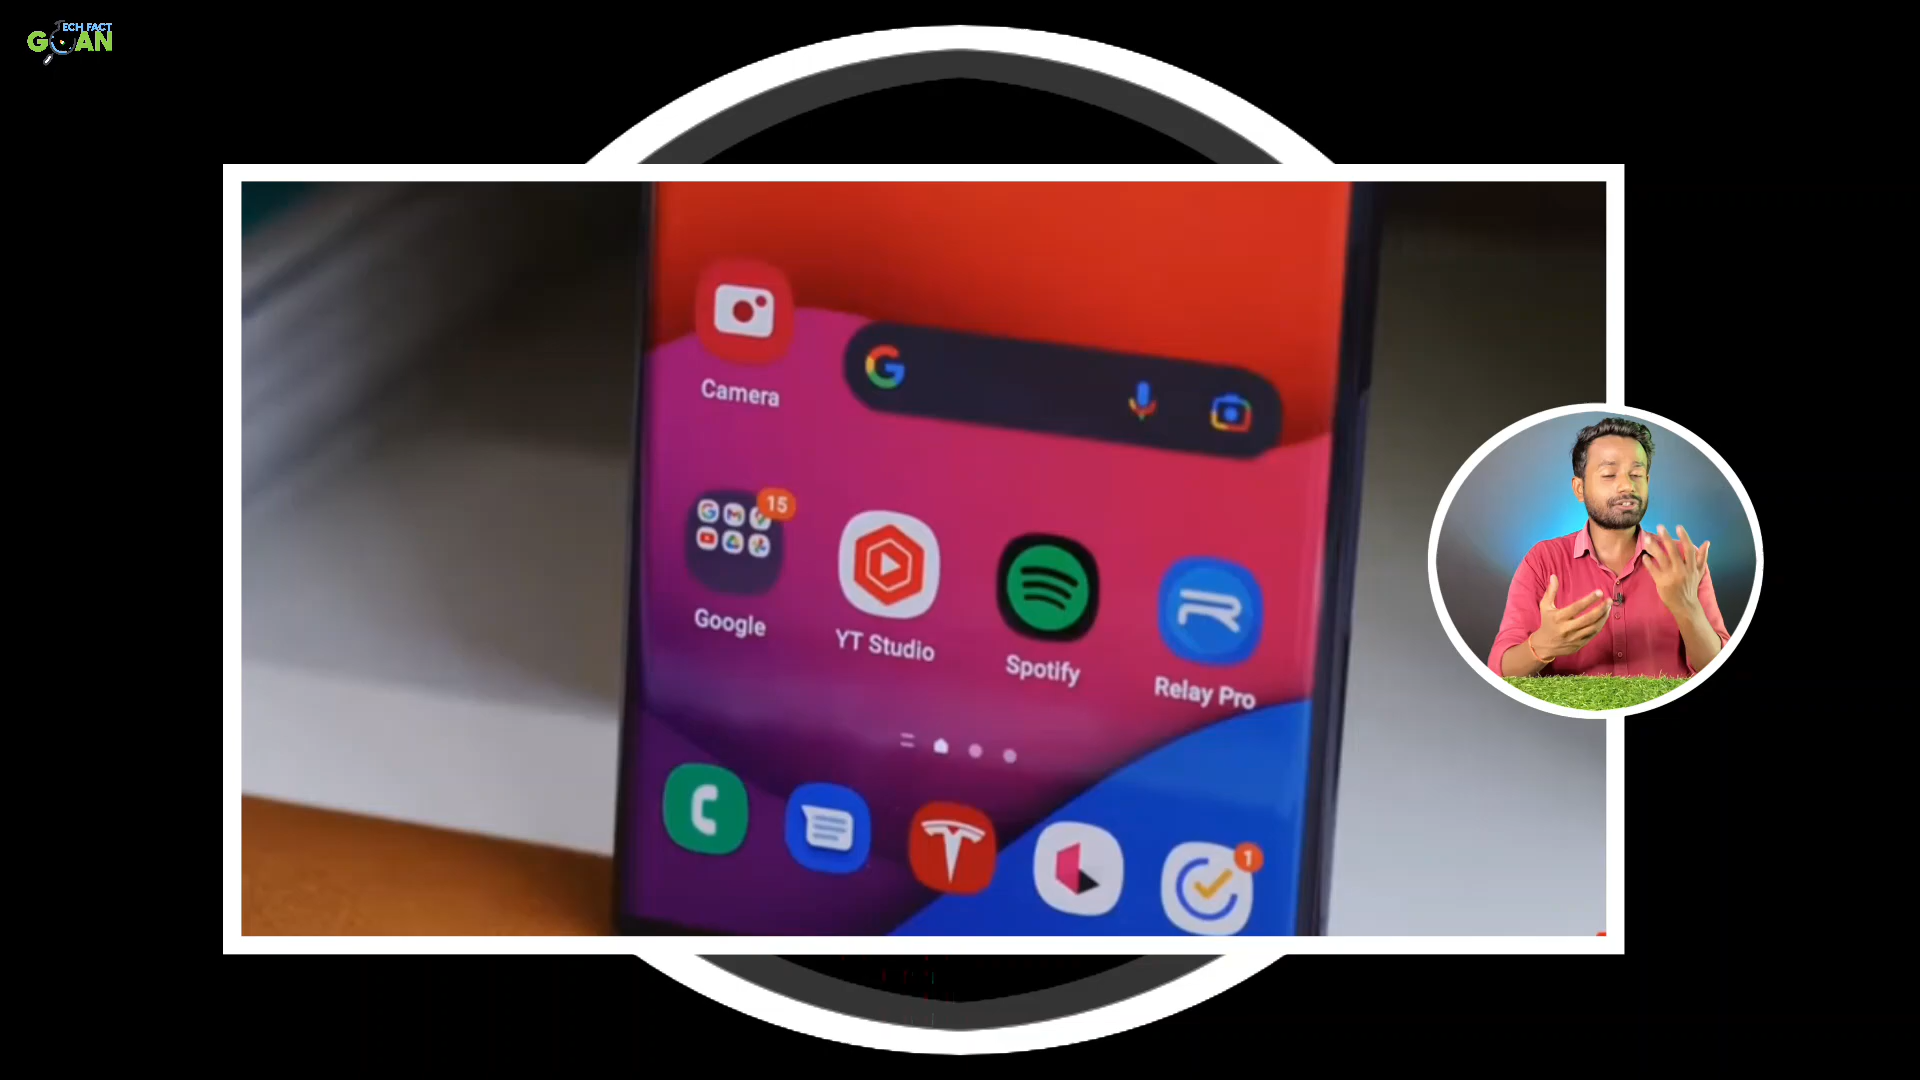 TECH FACT
GYAN
Camera
15
Google
YT Studio
Spotify
Relay Pro
1